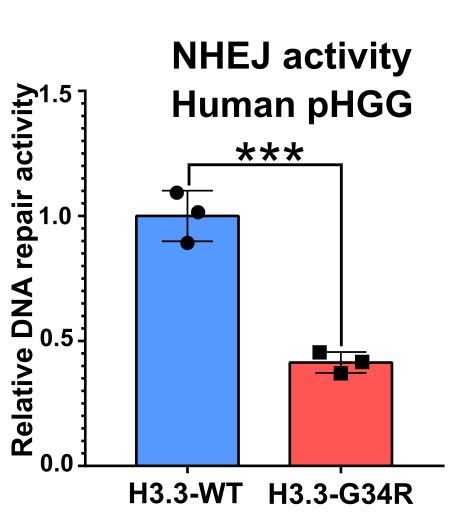 NHEJ activity
Human pHGG
Relative DNA repair activity
1.5
***
1.0
0.5
0.0
H3.3-WT H3.3-G34R